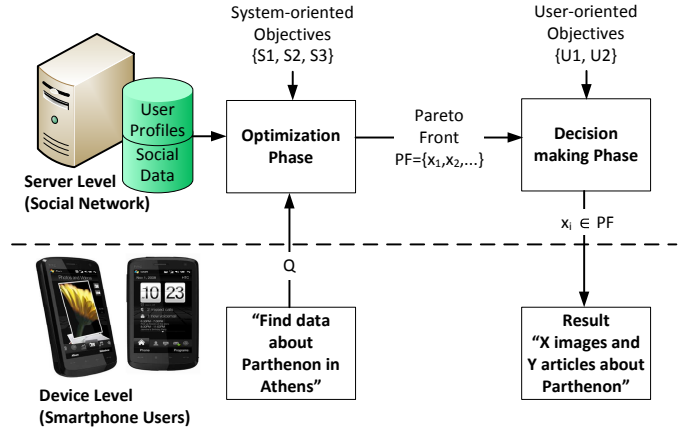 System-oriented
Objectives
{S1, S2, S3}
User-oriented
Objectives
{U1, U2}
User
Profiles
Social
Data
Optimization
Phase
Pareto
Front
PF={x₁,x₂,...}
Decision
making Phase
Server Level
(Social Network)
xᵢ ∈ PF
Q
10 23
"Find data
about
Parthenon in
Athens"
Result
"X images and
Y articles about
Parthenon"
Device Level
(Smartphone Users)